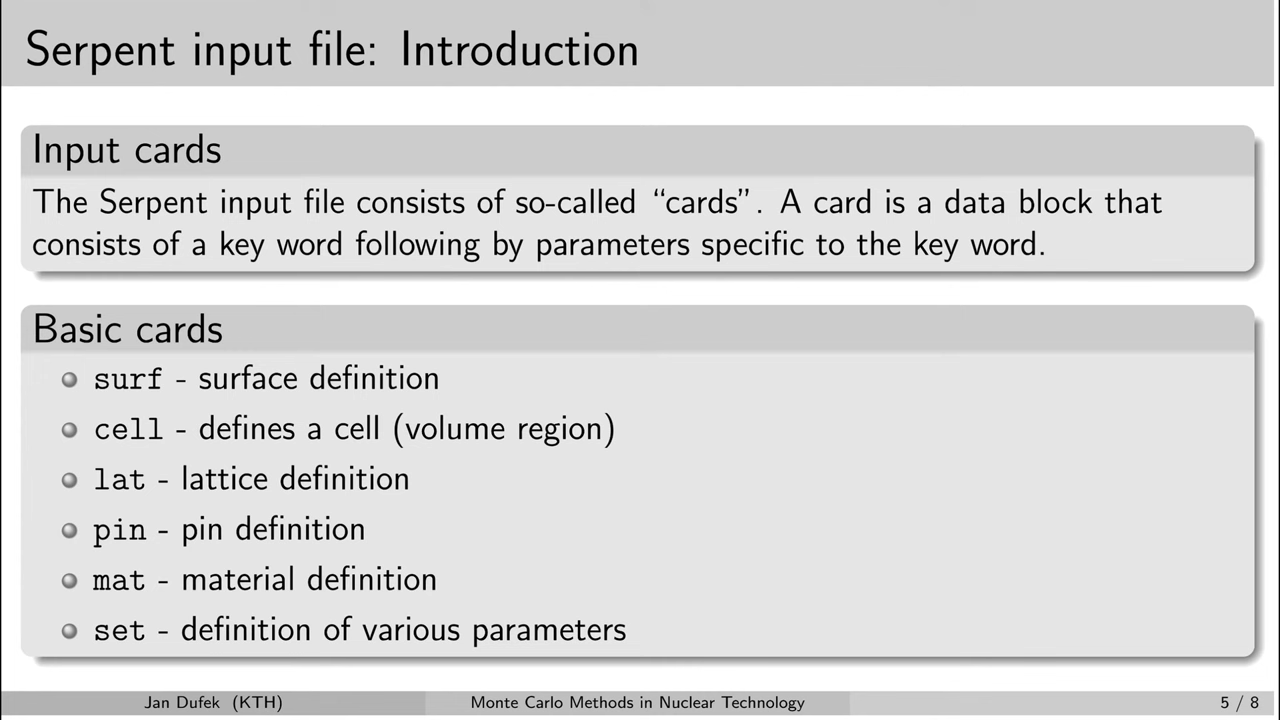 Serpent input file: Introduction
Input cards
The Serpent input file consists of so-called “cards”. A card is a data block that
consists of a key word following by parameters specific to the key word.
Basic cards
surf - surface definition
cell - defines a cell (volume region)
lat - lattice definition
pin - pin definition
mat - material definition
set - definition of various parameters
Jan Dufek (KTH)
Monte Carlo Methods in Nuclear Technology
5 / 8